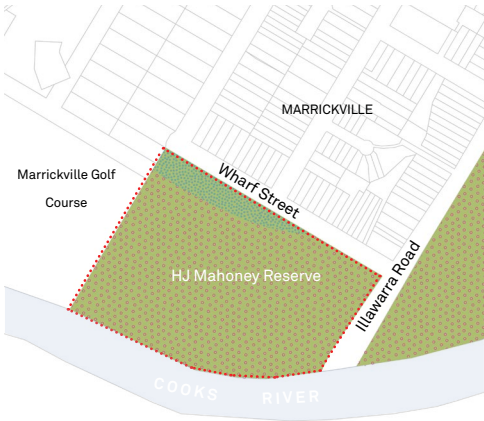 MARRICKVILLE
Marrickville Golf
Course
Wharf Street
HJ Mahoney Reserve
Illawarra Road
COOKS RIVER